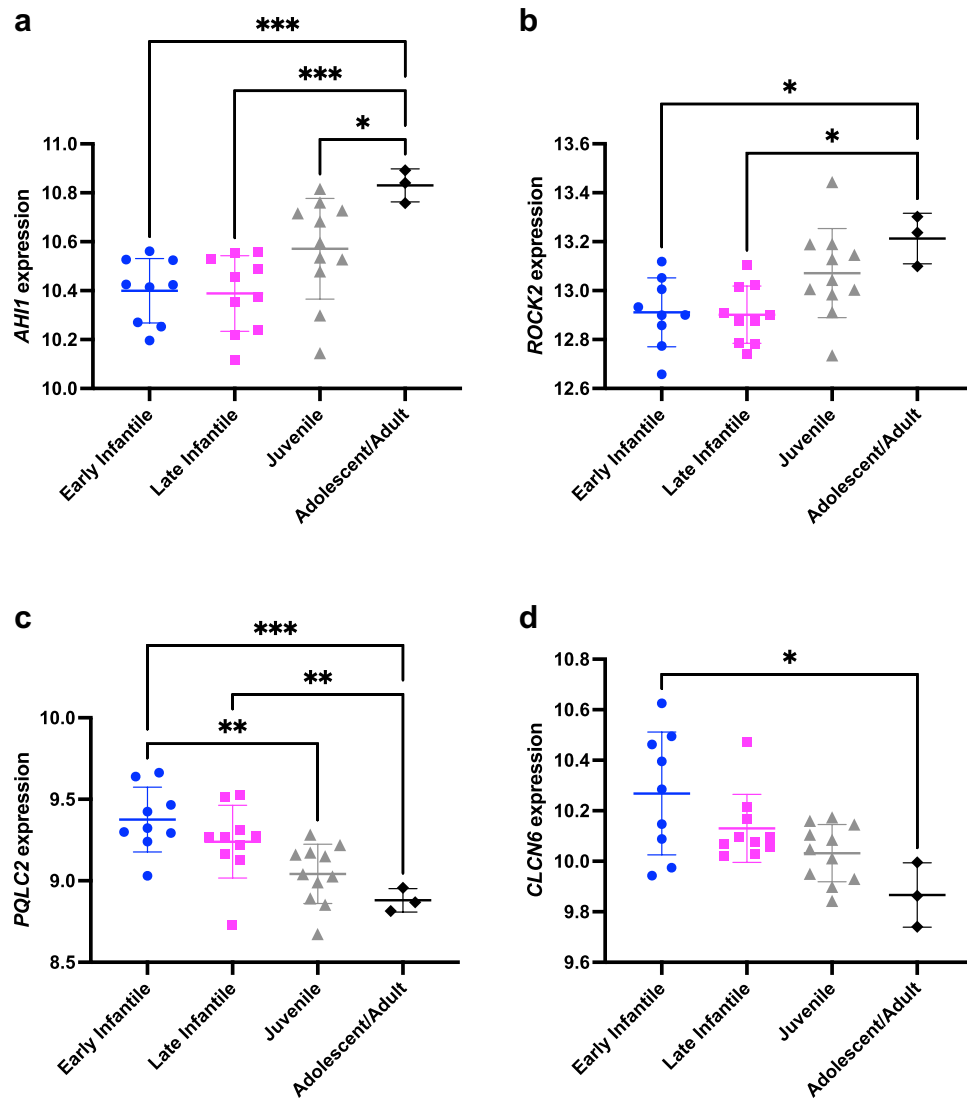 a
***
***
*
AHI1 expression
11.0
10.8
10.6
10.4
10.2
10.0
Early Infantile
Late Infantile
Juvenile
Adolescent/Adult
b
*
*
ROCK2 expression
13.6
13.4
13.2
13.0
12.8
12.6
Early Infantile
Late Infantile
Juvenile
Adolescent/Adult
c
***
**
**
PQLC2 expression
10.0
9.5
9.0
8.5
Early Infantile
Late Infantile
Juvenile
Adolescent/Adult
d
*
CLCN6 expression
10.8
10.6
10.4
10.2
10.0
9.8
9.6
Early Infantile
Late Infantile
Juvenile
Adolescent/Adult